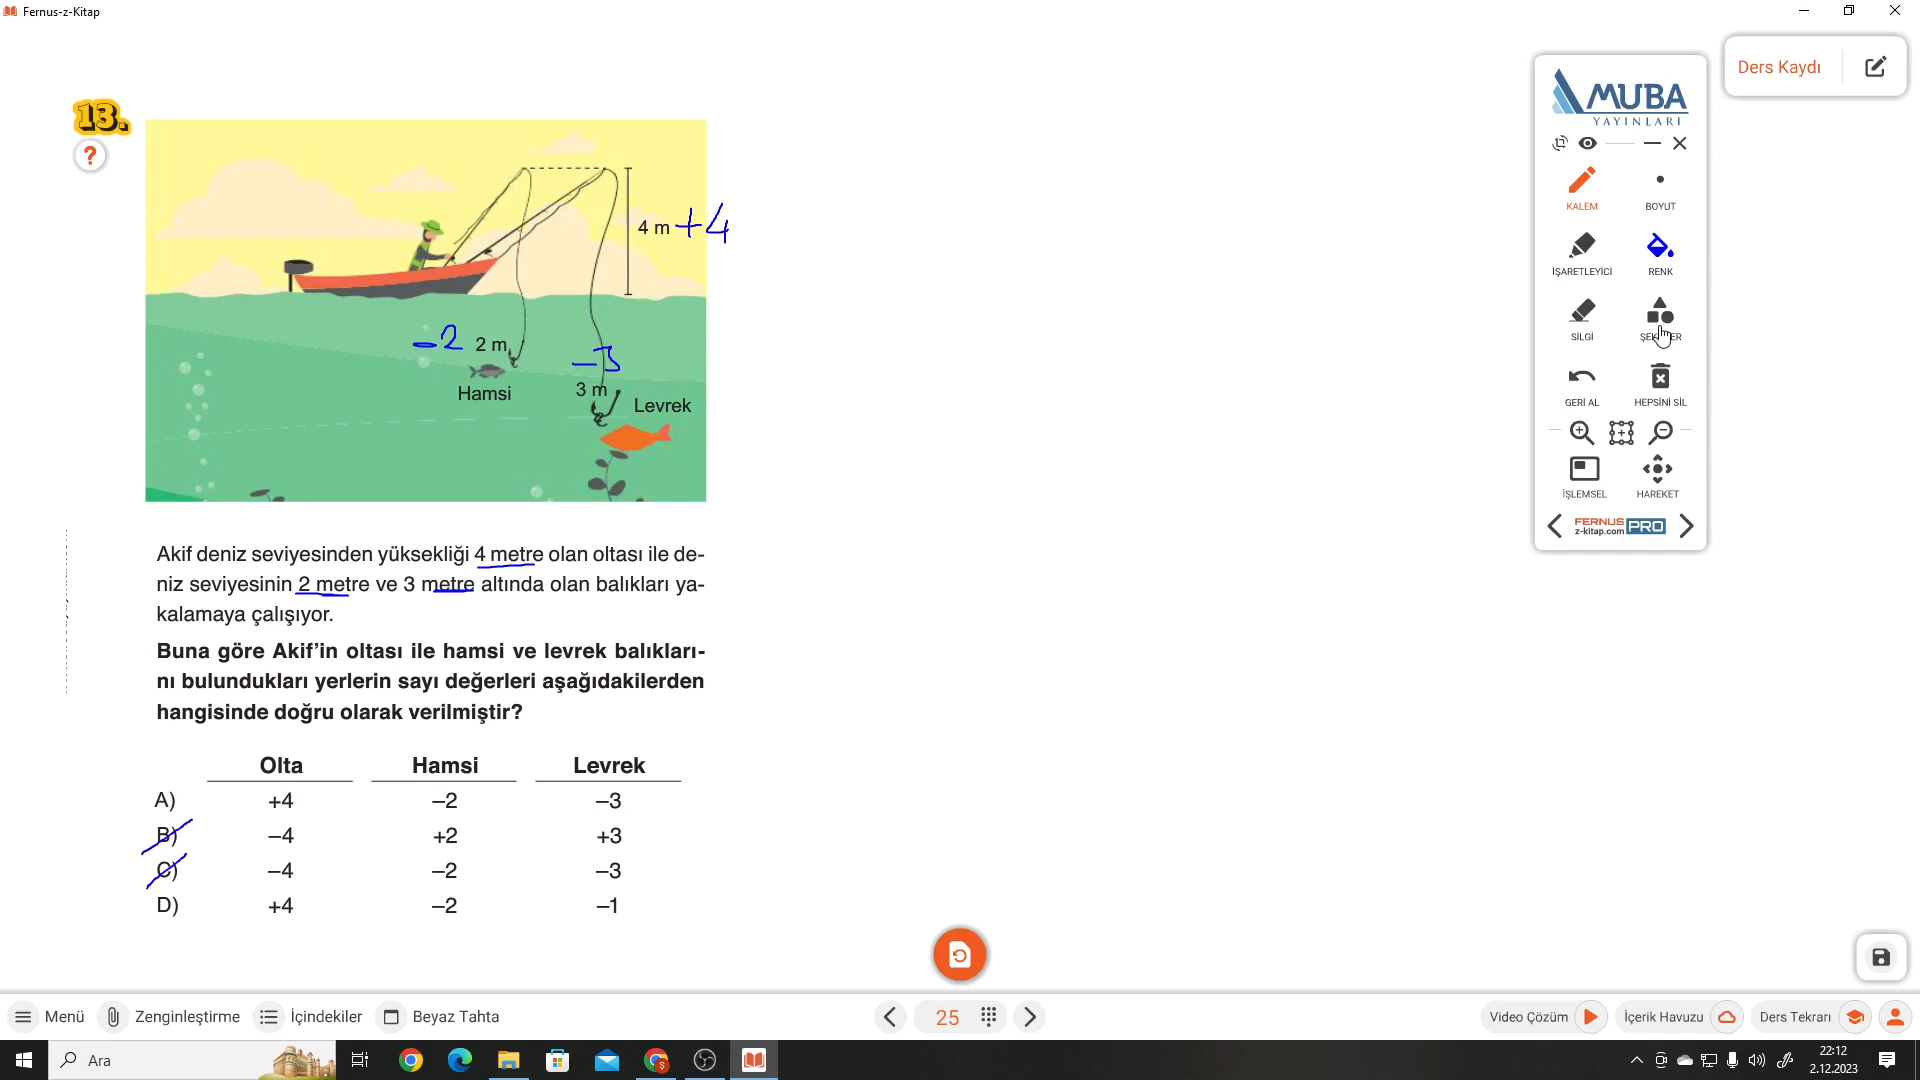 Fernus-z-Kitap
Ders Kaydı
MUBA
YAYINLARI
KALEM
BOYUT
İŞARETLEYİCİ
RENK
SİLGİ
GERİ AL
HEPSİNİ SİL
İŞLEMSEL
HAREKET
FERNUS
z-kitap.com
PRO
13.
?
4 m +4
-2 2 m
-3
3 m
Hamsi
Levrek
Akif deniz seviyesinden yüksekliği 4 metre olan oltası ile de-
niz seviyesinin 2 metre ve 3 metre altında olan balıkları ya-
kalamaya çalışıyor.
Buna göre Akif’in oltası ile hamsi ve levrek balıkları-
nı bulundukları yerlerin sayı değerleri aşağıdakilerden
hangisinde doğru olarak verilmiştir?
Olta Hamsi Levrek
A) +4 –2 –3
B) –4 +2 +3
C) –4 –2 –3
D) +4 –2 –1
Menü Zenginleştirme İçindekiler Beyaz Tahta 25 Video Çözüm İçerik Havuzu Ders Tekrarı
Ara
22:12
2.12.2023